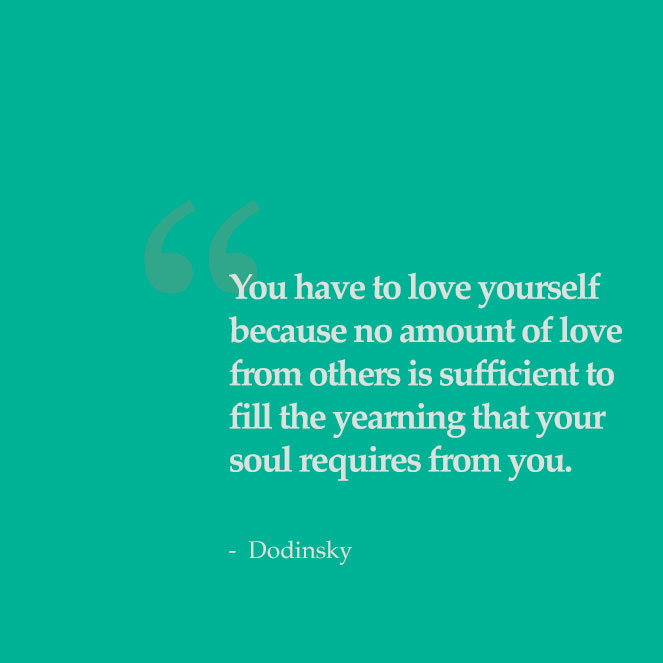 “
You have to love yourself
because no amount of love
from others is sufficient to
fill the yearning that your
soul requires from you.
- Dodinsky